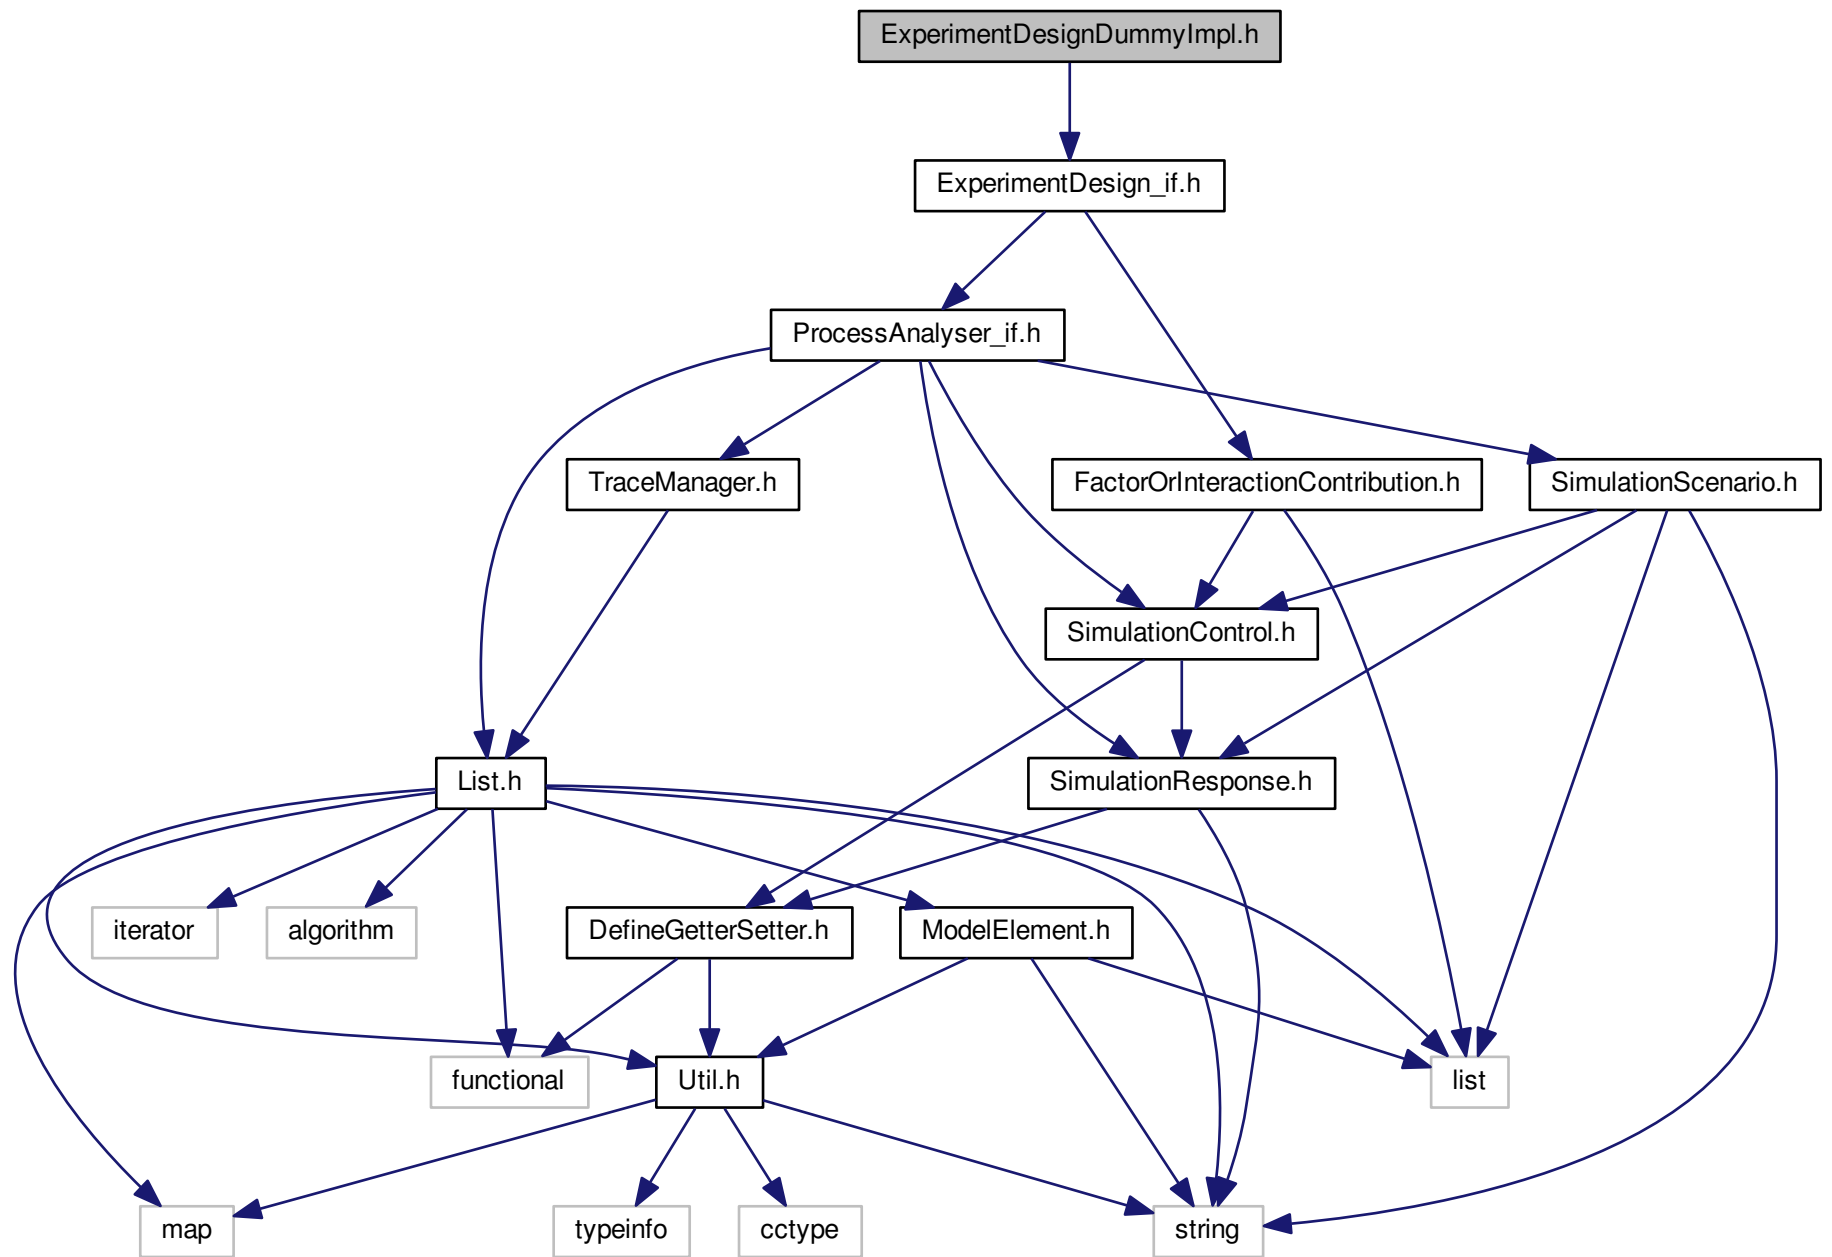 ExperimentDesignDummyImpl.h
ExperimentDesign_if.h
ProcessAnalyser_if.h
TraceManager.h
FactorOrInteractionContribution.h
SimulationScenario.h
SimulationControl.h
List.h
SimulationResponse.h
iterator
algorithm
DefineGetterSetter.h
ModelElement.h
functional
Util.h
list
map
typeinfo
cctype
string